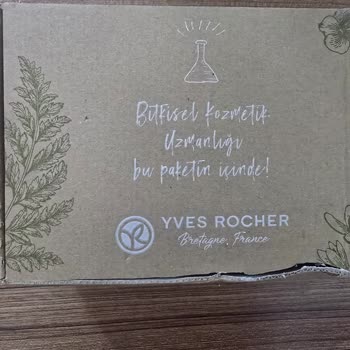 Bitkisel Kozmetik
Uzmanlığı
bu paketin içinde!
YVES ROCHER
Bretagne, France